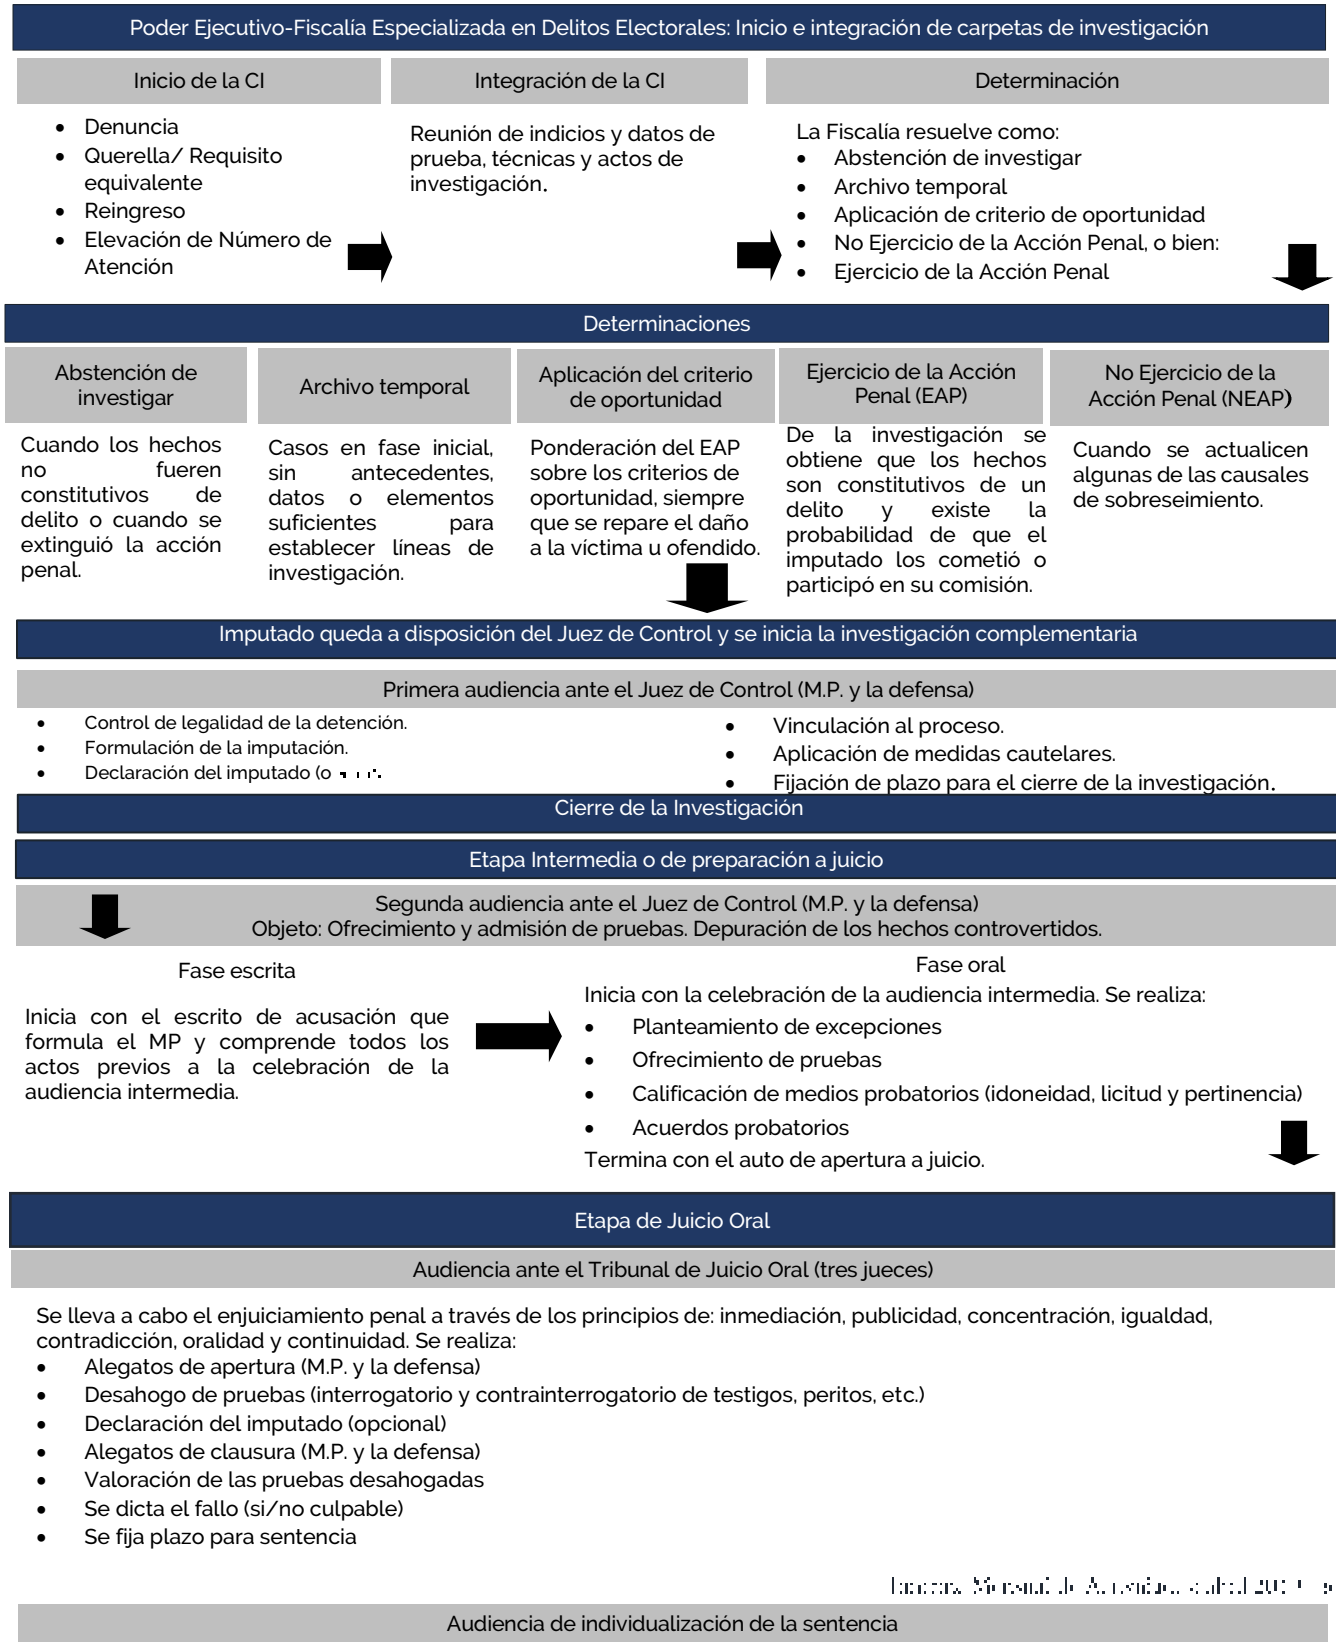 Poder Ejecutivo-Fiscalía Especializada en Delitos Electorales: Inicio e integración de carpetas de investigación
Inicio de la CI
• Denuncia
• Querella/ Requisito
equivalente
• Reingreso
• Elevación de Número de
Atención
Integración de la CI
Reunión de indicios y datos de
prueba, técnicas y actos de
investigación.
Determinación
La Fiscalía resuelve como:
• Abstención de investigar
• Archivo temporal
• Aplicación de criterio de oportunidad
• No Ejercicio de la Acción Penal, o bien:
• Ejercicio de la Acción Penal
Determinaciones
Abstención de
investigar
Cuando los hechos
no fueren
constitutivos de
delito o cuando se
extinguió la acción
penal.
Archivo temporal
Casos en fase inicial,
sin antecedentes,
datos o elementos
suficientes para
establecer líneas de
investigación.
Aplicación del criterio
de oportunidad
Ponderación del EAP
sobre los criterios de
oportunidad, siempre
que se repare el daño
a la víctima u ofendido.
Ejercicio de la Acción
Penal (EAP)
De la investigación se
obtiene que los hechos
son constitutivos de un
delito y existe la
probabilidad de que el
imputado los cometió o
participó en su comisión.
No Ejercicio de la
Acción Penal (NEAP)
Cuando se actualicen
algunas de las causales
de sobreseimiento.
Imputado queda a disposición del Juez de Control y se inicia la investigación complementaria
Primera audiencia ante el Juez de Control (M.P. y la defensa)
• Control de legalidad de la detención.
• Formulación de la imputación.
• Declaración del imputado (o
• Vinculación al proceso.
• Aplicación de medidas cautelares.
• Fijación de plazo para el cierre de la investigación.
Cierre de la Investigación
Etapa Intermedia o de preparación a juicio
Segunda audiencia ante el Juez de Control (M.P. y la defensa)
Objeto: Ofrecimiento y admisión de pruebas. Depuración de los hechos controvertidos.
Fase escrita
Inicia con el escrito de acusación que
formula el MP y comprende todos los
actos previos a la celebración de la
audiencia intermedia.
Fase oral
Inicia con la celebración de la audiencia intermedia. Se realiza:
• Planteamiento de excepciones
• Ofrecimiento de pruebas
• Calificación de medios probatorios (idoneidad, licitud y pertinencia)
• Acuerdos probatorios
Termina con el auto de apertura a juicio.
Etapa de Juicio Oral
Audiencia ante el Tribunal de Juicio Oral (tres jueces)
Se lleva a cabo el enjuiciamiento penal a través de los principios de: inmediación, publicidad, concentración, igualdad,
contradicción, oralidad y continuidad. Se realiza:
• Alegatos de apertura (M.P. y la defensa)
• Desahogo de pruebas (interrogatorio y contrainterrogatorio de testigos, peritos, etc.)
• Declaración del imputado (opcional)
• Alegatos de clausura (M.P. y la defensa)
• Valoración de las pruebas desahogadas
• Se dicta el fallo (si/no culpable)
• Se fija plazo para sentencia
Audiencia de individualización de la sentencia